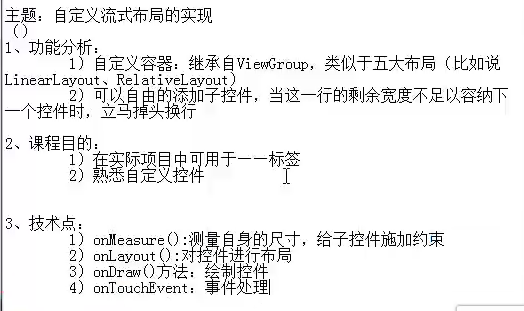 主题：自定义流式布局的实现
（）
1、功能分析：
1）自定义容器：继承自ViewGroup，类似于五大布局（比如说
LinearLayout、RelativeLayout）
2）可以自由的添加子控件，当这一行的剩余宽度不足以容纳下
一个控件时，立马掉头换行
2、课程目的：
1）在实际项目中可用于——标签
2）熟悉自定义控件
3、技术点：
1）onMeasure():测量自身的尺寸，给子控件施加约束
2）onLayout():对控件进行布局
3）onDraw()方法：绘制控件
4）onTouchEvent：事件处理